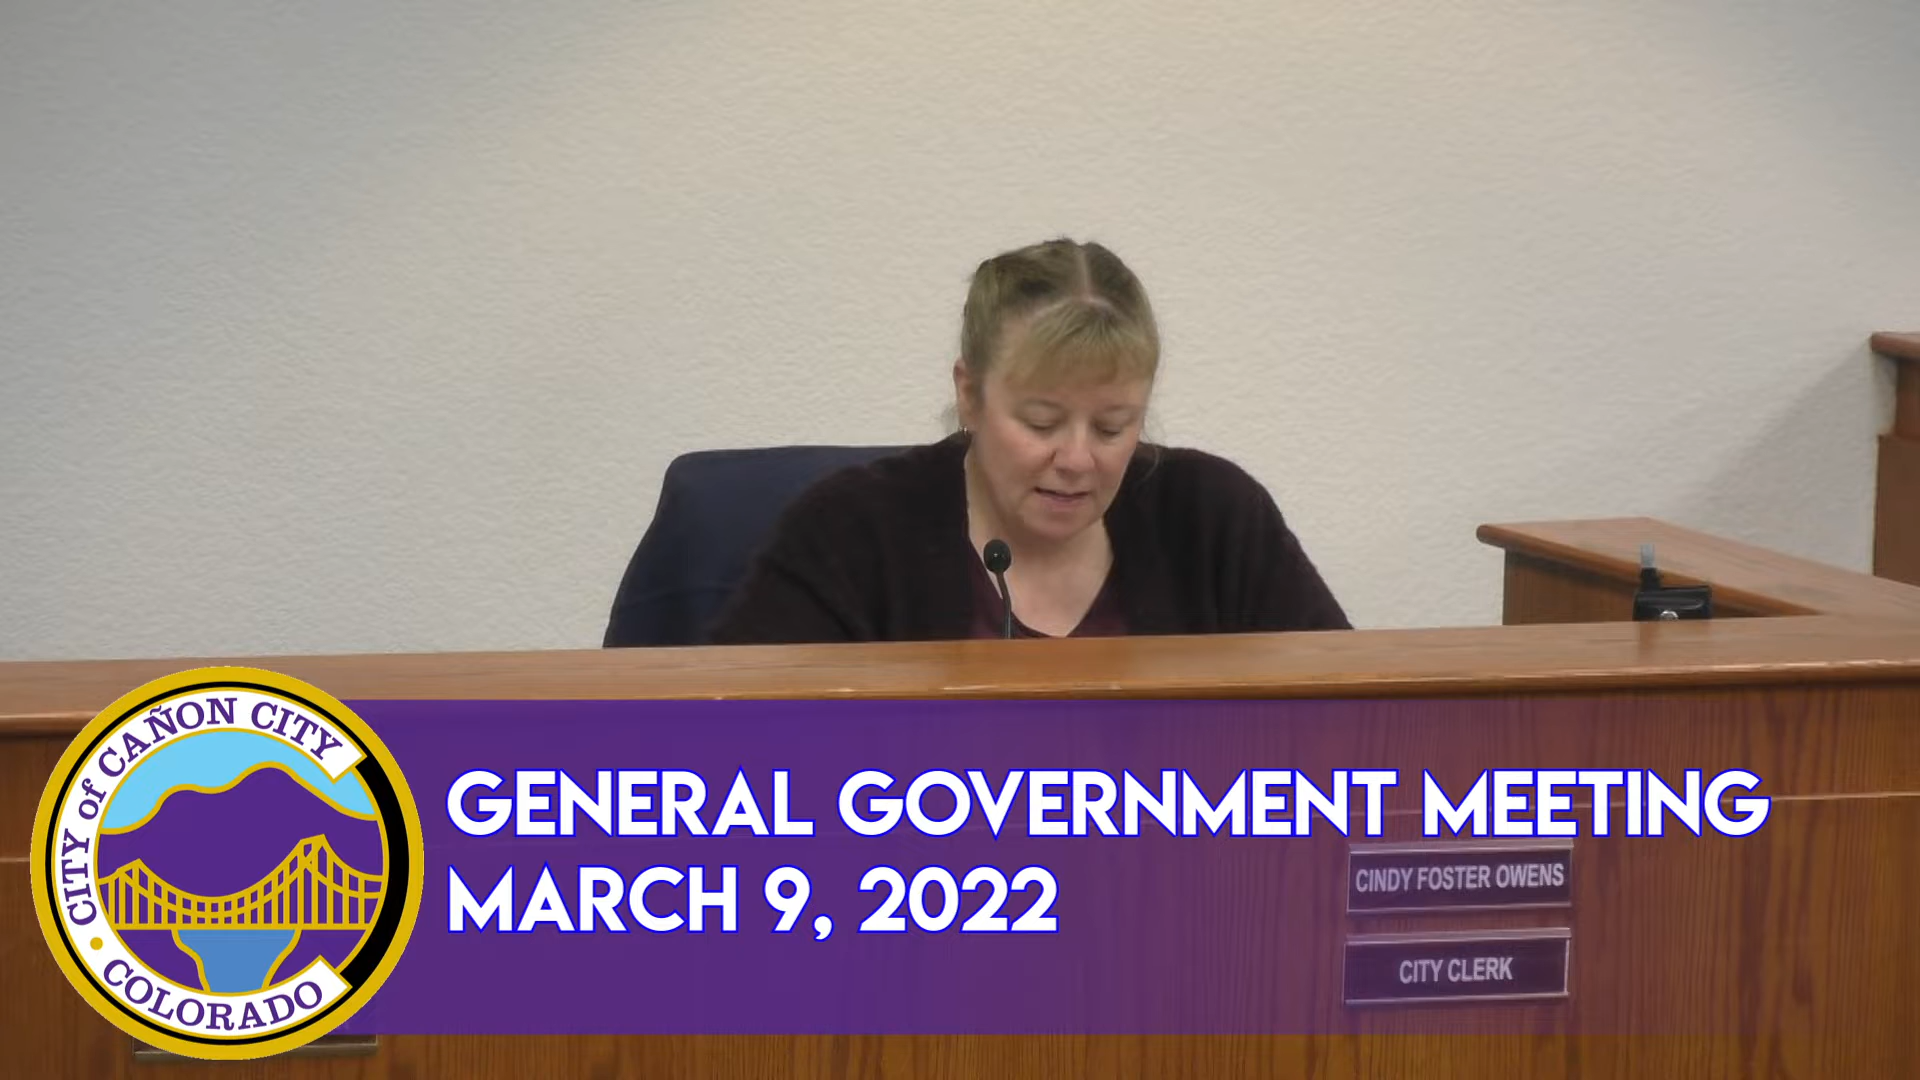 CITY of CAÑON CITY
COLORADO
GENERAL GOVERNMENT MEETING
MARCH 9, 2022
CINDY FOSTER OWENS
CITY CLERK